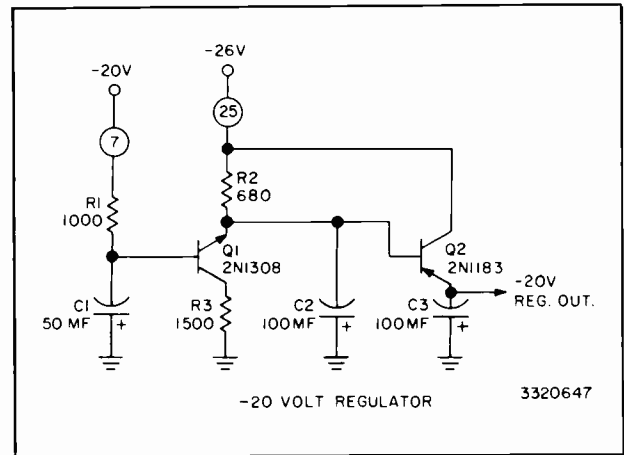 -20V
-26V
7
25
R1
1000
R2
680
Q1
2N1308
Q2
2N1183
-20V
REG. OUT.
C1
50 MF
+
R3
1500
C2
100MF
+
C3
100MF
+
-20 VOLT REGULATOR
3320647